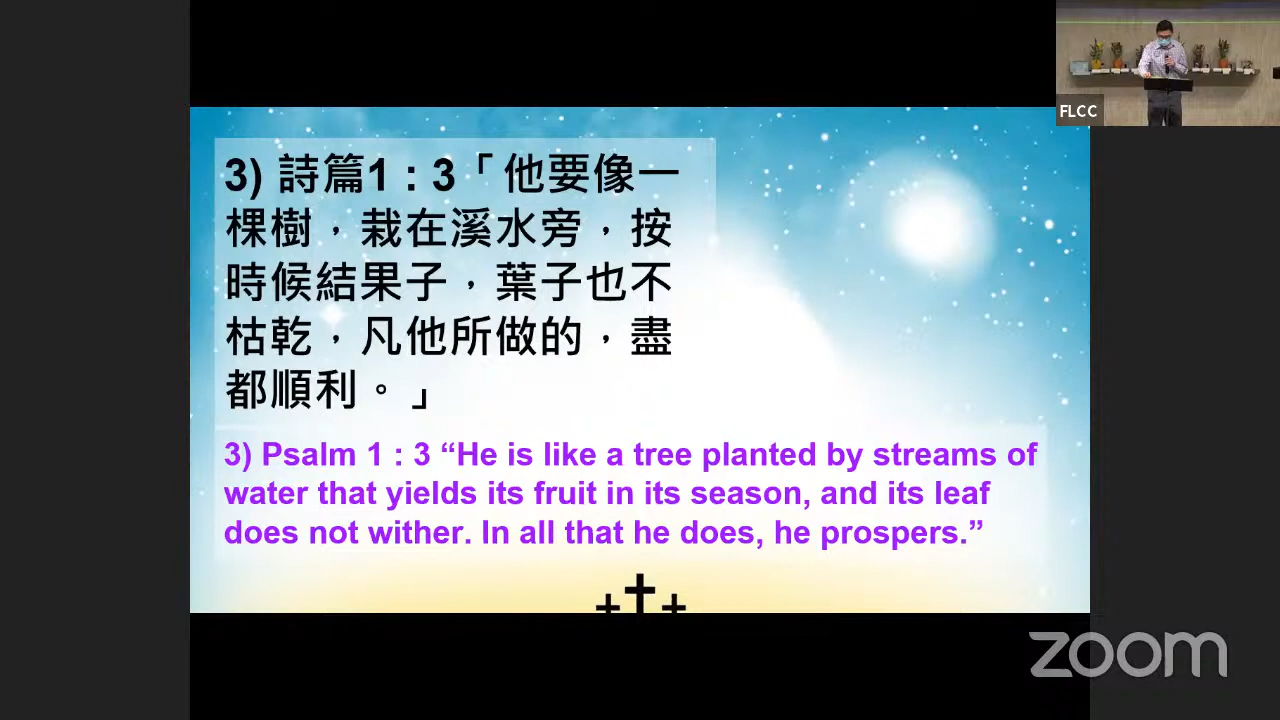 FLCC
3) 詩篇1 : 3「他要像一
棵樹，栽在溪水旁，按
時候結果子，葉子也不
枯乾，凡他所做的，盡
都順利。」
3) Psalm 1 : 3 “He is like a tree planted by streams of
water that yields its fruit in its season, and its leaf
does not wither. In all that he does, he prospers.”
zoom